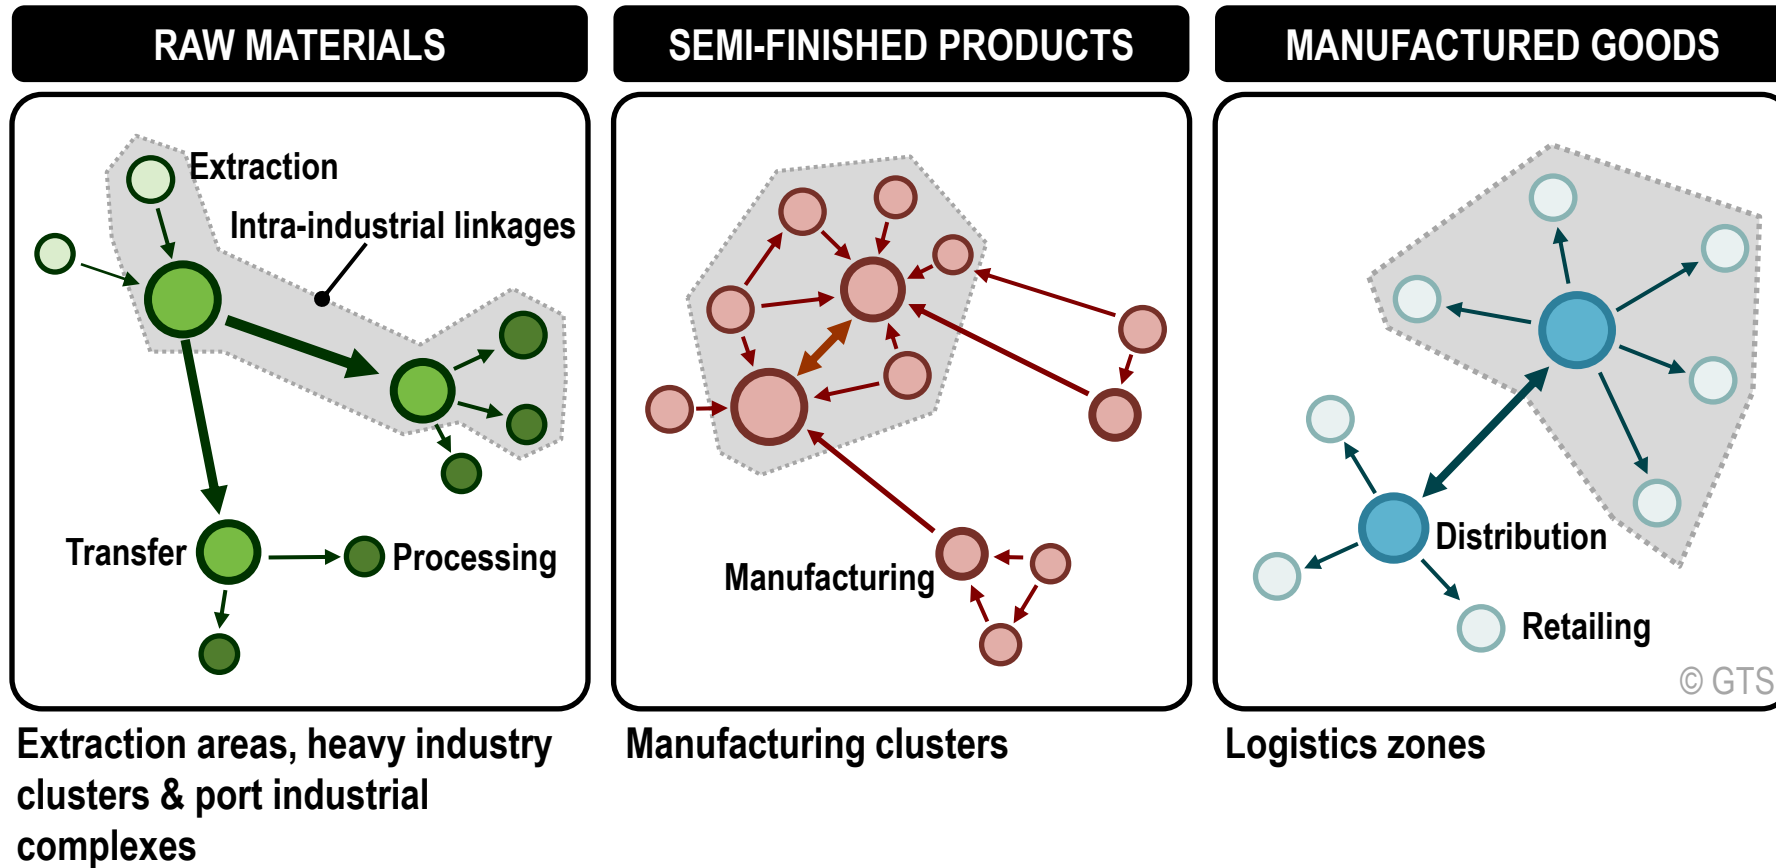 RAW MATERIALS
SEMI-FINISHED PRODUCTS
MANUFACTURED GOODS
Extraction
Intra-industrial linkages
Transfer
Processing
Manufacturing
Distribution
Retailing
© GTS
Extraction areas, heavy industry
clusters & port industrial
complexes
Manufacturing clusters
Logistics zones